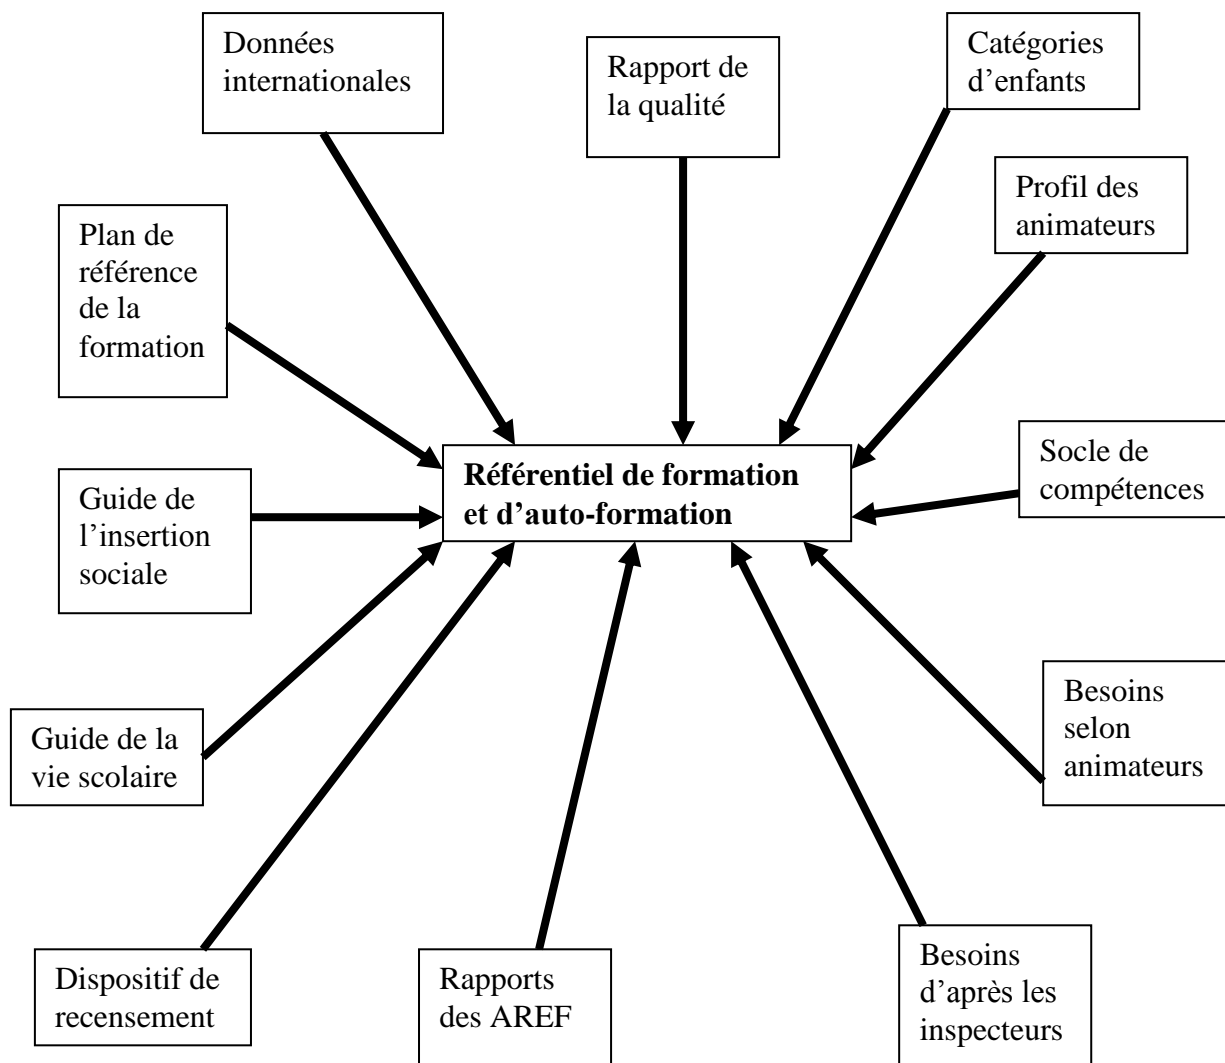 Données
internationales
Rapport de
la qualité
Catégories
d’enfants
Profil des
animateurs
Plan de
référence
de la
formation
Référentiel de formation
et d’auto-formation
Socle de
compétences
Guide de
l’insertion
sociale
Guide de la
vie scolaire
Besoins
selon
animateurs
Dispositif de
recensement
Rapports
des AREF
Besoins
d’après les
inspecteurs